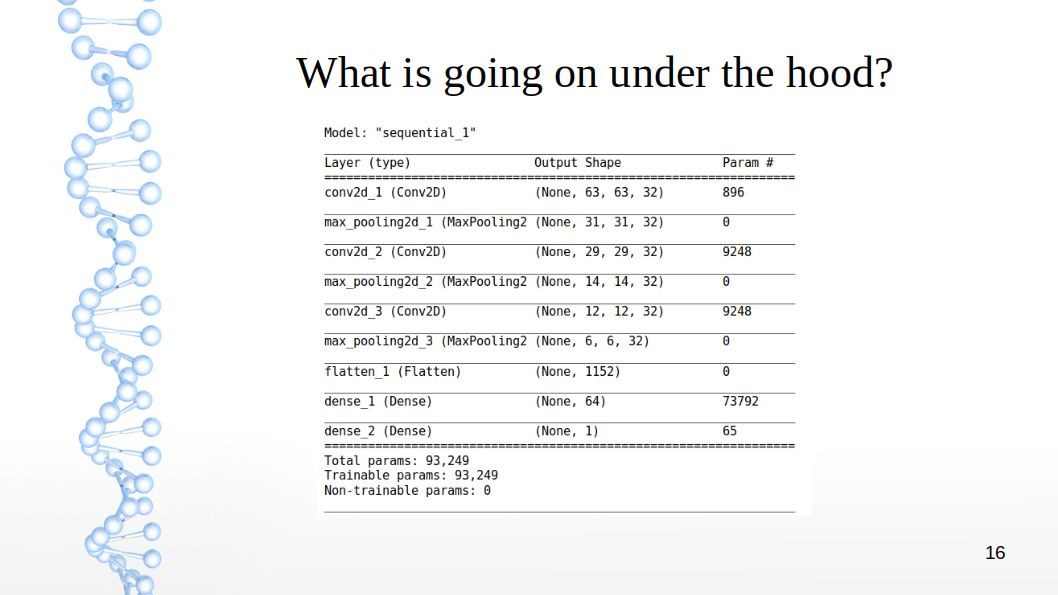 What is going on under the hood?
Model: "sequential_1"
Layer (type) Output Shape Param #
=================================================================
conv2d_1 (Conv2D) (None, 63, 63, 32) 896
max_pooling2d_1 (MaxPooling2 (None, 31, 31, 32) 0
conv2d_2 (Conv2D) (None, 29, 29, 32) 9248
max_pooling2d_2 (MaxPooling2 (None, 14, 14, 32) 0
conv2d_3 (Conv2D) (None, 12, 12, 32) 9248
max_pooling2d_3 (MaxPooling2 (None, 6, 6, 32) 0
flatten_1 (Flatten) (None, 1152) 0
dense_1 (Dense) (None, 64) 73792
dense_2 (Dense) (None, 1) 65
=================================================================
Total params: 93,249
Trainable params: 93,249
Non-trainable params: 0
16